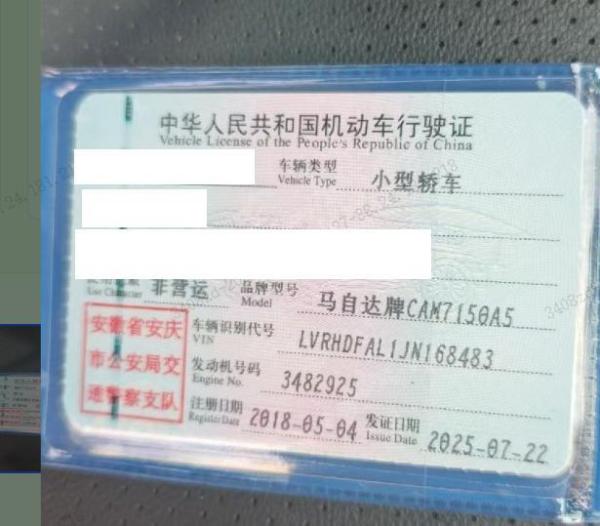 中华人民共和国机动车行驶证
Vehicle License of the People's Republic of China
车辆类型 小型轿车
Vehicle Type
非营运 品牌型号 马自达牌CAM7150A5
Use Character Model
安徽省安庆
市公安局交
通警察支队
车辆识别代号 LVRHDFAL1JN168483
VIN
发动机号码 3482925
Engine No.
注册日期 2018-05-04 发证日期 2025-07-22
Register Date Issue Date